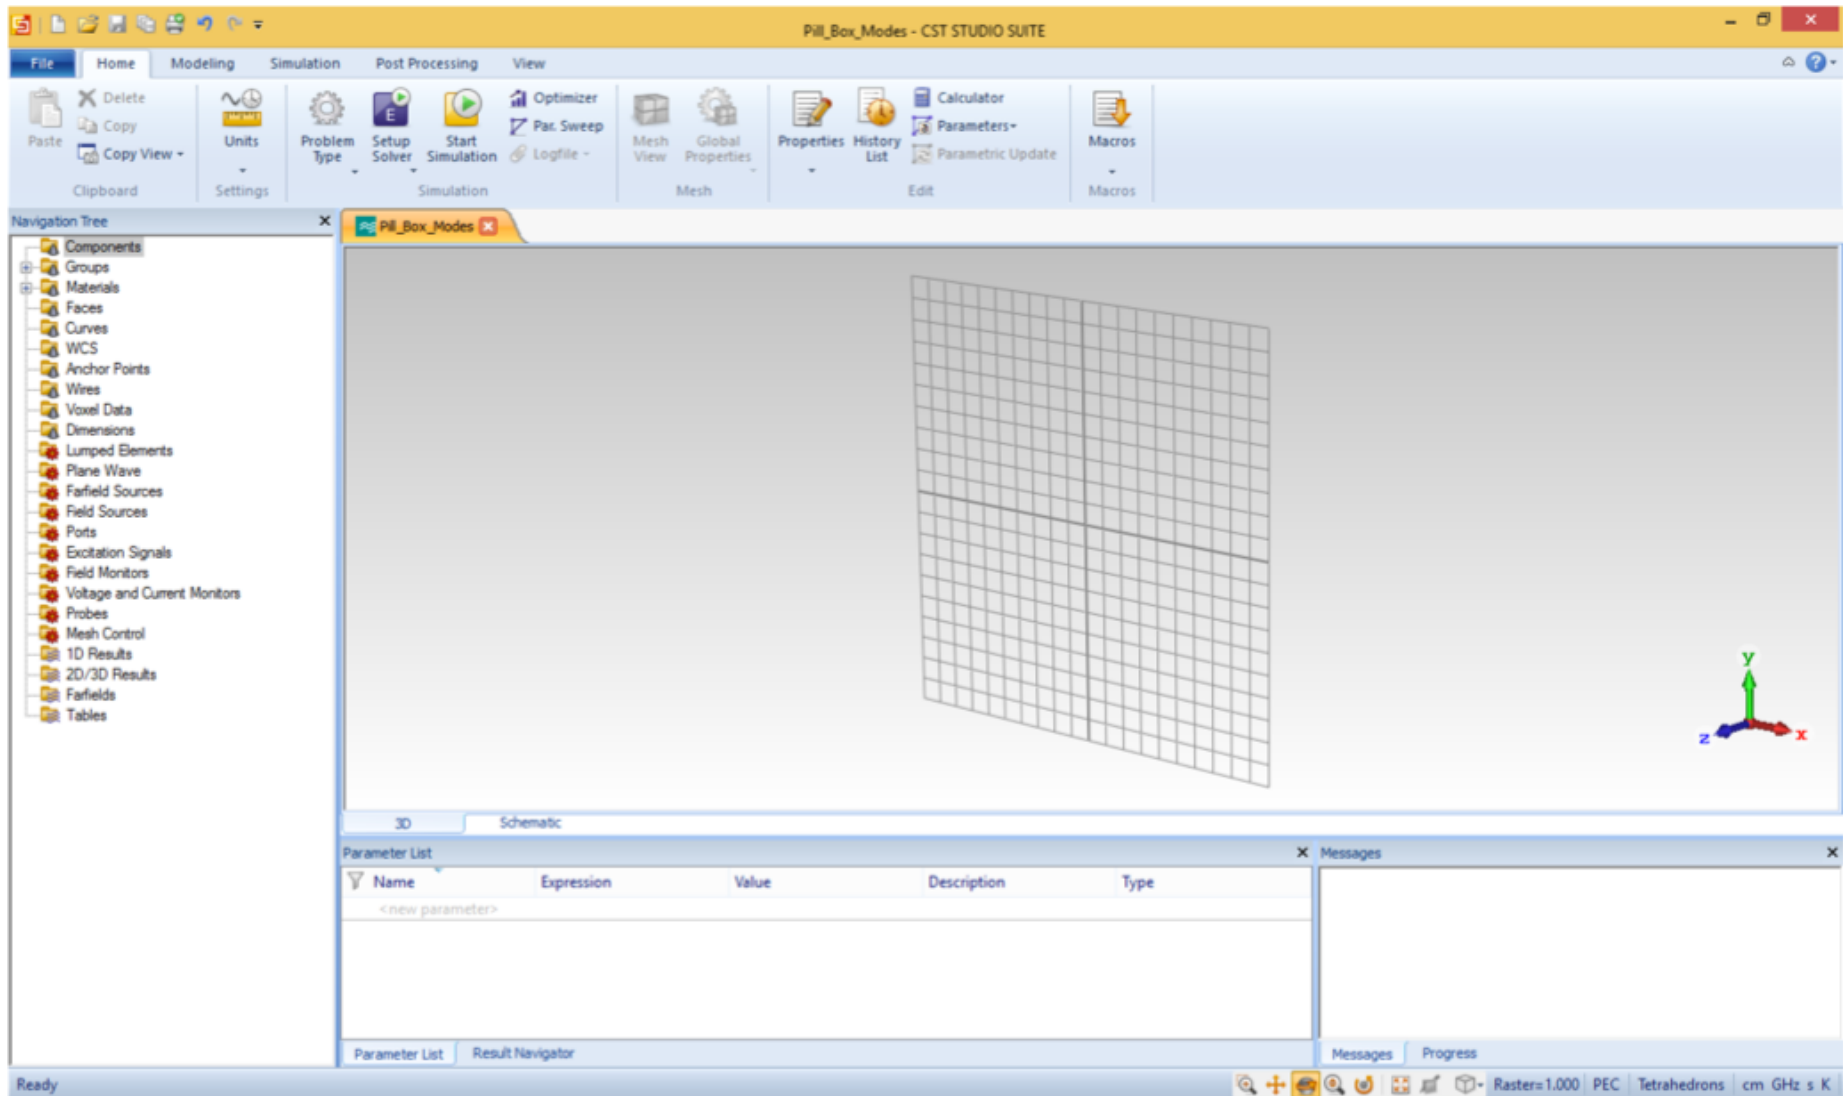 Pill_Box_Modes - CST STUDIO SUITE
File Home Modeling Simulation Post Processing View
Paste
Delete
Copy
Copy View
Clipboard
Units
Settings
Problem Type
Setup Solver
Start Simulation
Optimizer
Par. Sweep
Logfile
Simulation
Mesh View
Global Properties
Mesh
Properties
History List
Calculator
Parameters
Parametric Update
Edit
Macros
Macros
Navigation Tree
Components
Groups
Materials
Faces
Curves
WCS
Anchor Points
Wires
Voxel Data
Dimensions
Lumped Elements
Plane Wave
Farfield Sources
Field Sources
Ports
Excitation Signals
Field Monitors
Voltage and Current Monitors
Probes
Mesh Control
1D Results
2D/3D Results
Farfields
Tables
Pill_Box_Modes
y
z
x
3D Schematic
Parameter List
Name Expression Value Description Type
<new parameter>
Parameter List Result Navigator
Messages
Messages Progress
Ready
Raster=1.000 PEC Tetrahedrons cm GHz s K